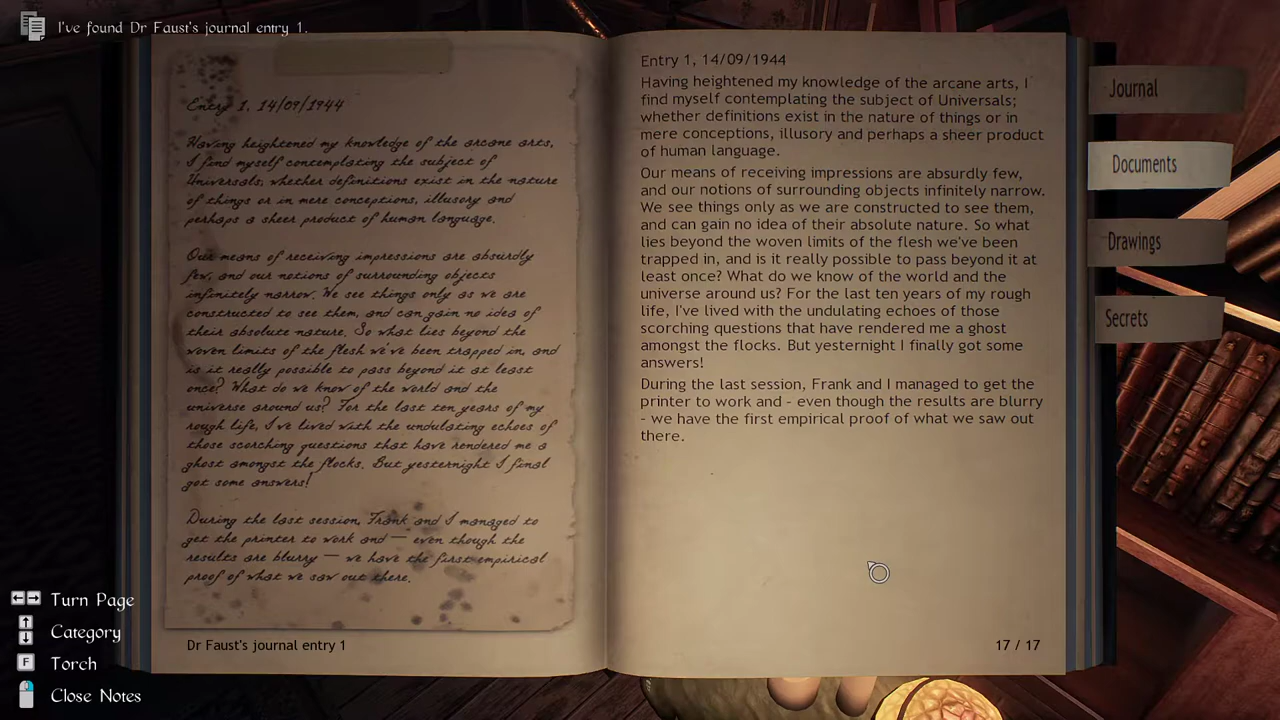 I've found Dr Faust's journal entry 1.
Entry 1, 14/09/1944
Having heightened my knowledge of the arcane arts,
I find myself contemplating the subject of
Universals; whether definitions exist in the nature
of things or in mere conceptions, illusory and
perhaps a sheer product of human language.
Our means of receiving impressions are absurdly
few, and our notions of surrounding objects
infinitely narrow. We see things only as we are
constructed to see them, and can gain no idea of
their absolute nature. So what lies beyond the
woven limits of the flesh we've been trapped in, and
is it really possible to pass beyond it at least
once? What do we know of the world and the
universe around us? For the last ten years of my
rough life, I've lived with the undulating echoes of
those scorching questions that have rendered me a
ghost amongst the flocks. But yesternight I final
got some answers!
During the last session, Frank and I managed to
get the printer to work and — even though the
results are blurry — we have the first empirical
proof of what we saw out there.
Dr Faust's journal entry 1
Entry 1, 14/09/1944
Having heightened my knowledge of the arcane arts, I
find myself contemplating the subject of Universals;
whether definitions exist in the nature of things or in
mere conceptions, illusory and perhaps a sheer product
of human language.
Our means of receiving impressions are absurdly few,
and our notions of surrounding objects infinitely narrow.
We see things only as we are constructed to see them,
and can gain no idea of their absolute nature. So what
lies beyond the woven limits of the flesh we've been
trapped in, and is it really possible to pass beyond it at
least once? What do we know of the world and the
universe around us? For the last ten years of my rough
life, I've lived with the undulating echoes of those
scorching questions that have rendered me a ghost
amongst the flocks. But yesternight I finally got some
answers!
During the last session, Frank and I managed to get the
printer to work and - even though the results are blurry
- we have the first empirical proof of what we saw out
there.
17 / 17
Journal
Documents
Drawings
Secrets
Turn Page
Category
F Torch
Close Notes